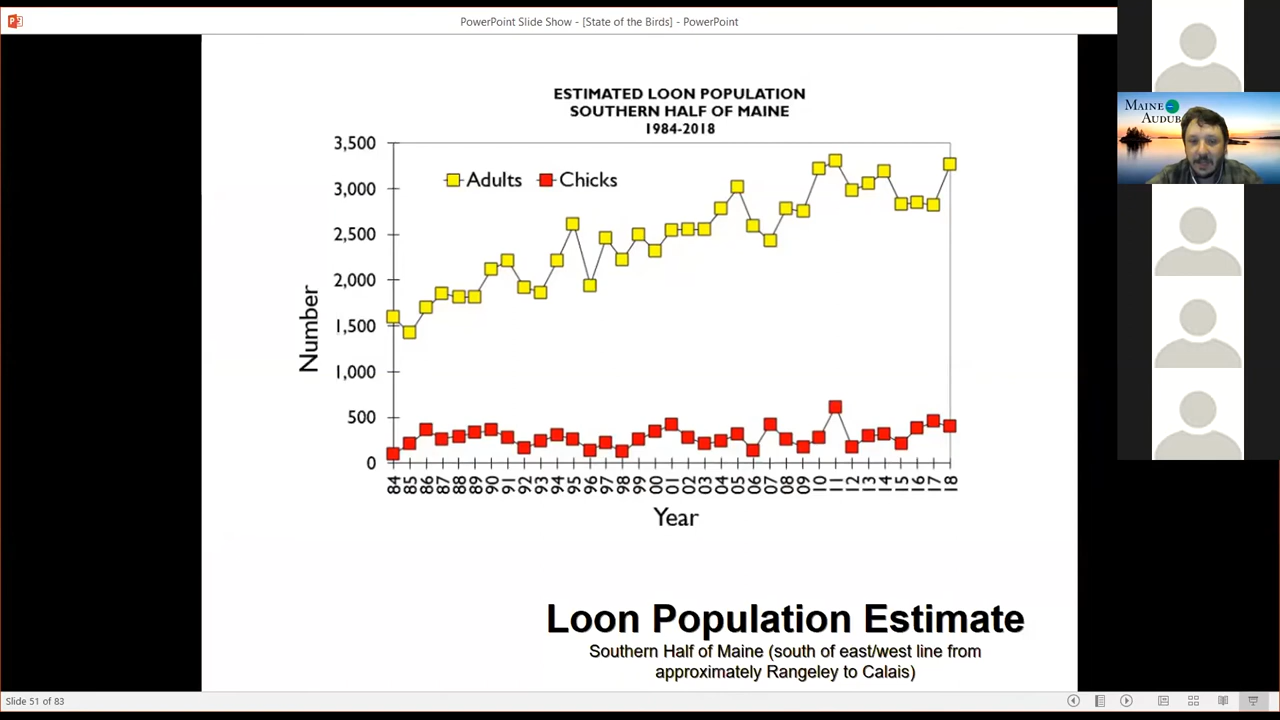 PowerPoint Slide Show - [State of the Birds] - PowerPoint
MAINE
AUDUB
ESTIMATED LOON POPULATION
SOUTHERN HALF OF MAINE
1984-2018
Adults
Chicks
Number
3,500
3,000
2,500
2,000
1,500
1,000
500
0
84 85 86 87 88 89 90 91 92 93 94 95 96 97 98 99 00 01 02 03 04 05 06 07 08 09 10 11 12 13 14 15 16 17 18
Year
Loon Population Estimate
Southern Half of Maine (south of east/west line from
approximately Rangeley to Calais)
Slide 51 of 83